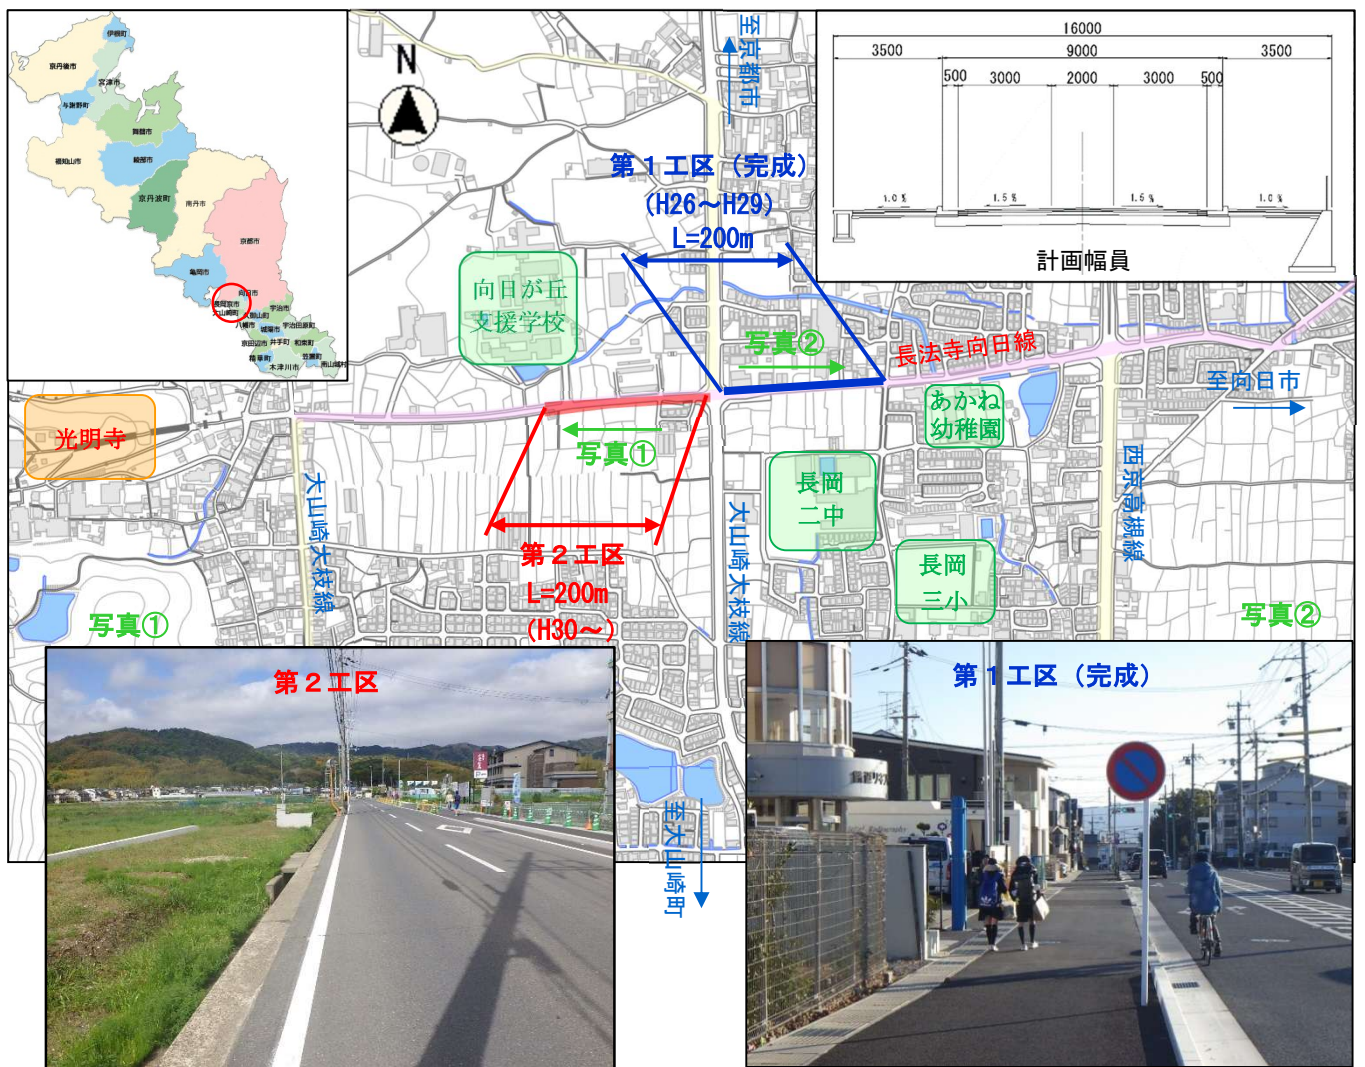 伊根町
京丹後市
宮津市
与謝野町
舞鶴市
福知山市
綾部市
京丹波町
南丹市
京都市
亀岡市
向日市
長岡京市
大山崎町
久御山町
宇治市
八幡市
城陽市
宇治田原町
京田辺市
井手町
和束町
精華町
笠置町
木津川市
南山城村
N
至京都市
第1工区（完成）
(H26～H29)
L=200m
16000
3500
9000
3500
500
3000
2000
3000
500
1.0 %
1.5 %
1.5 %
1.0 %
計画幅員
向日が丘
支援学校
写真②
長法寺向日線
至向日市
あかね
幼稚園
光明寺
写真①
長岡
二中
長岡
三小
大山崎大枝線
大山崎大枝線
西京高槻線
第２工区
L=200m
(H30～)
写真①
写真②
第２工区
第１工区（完成）
至大山崎町